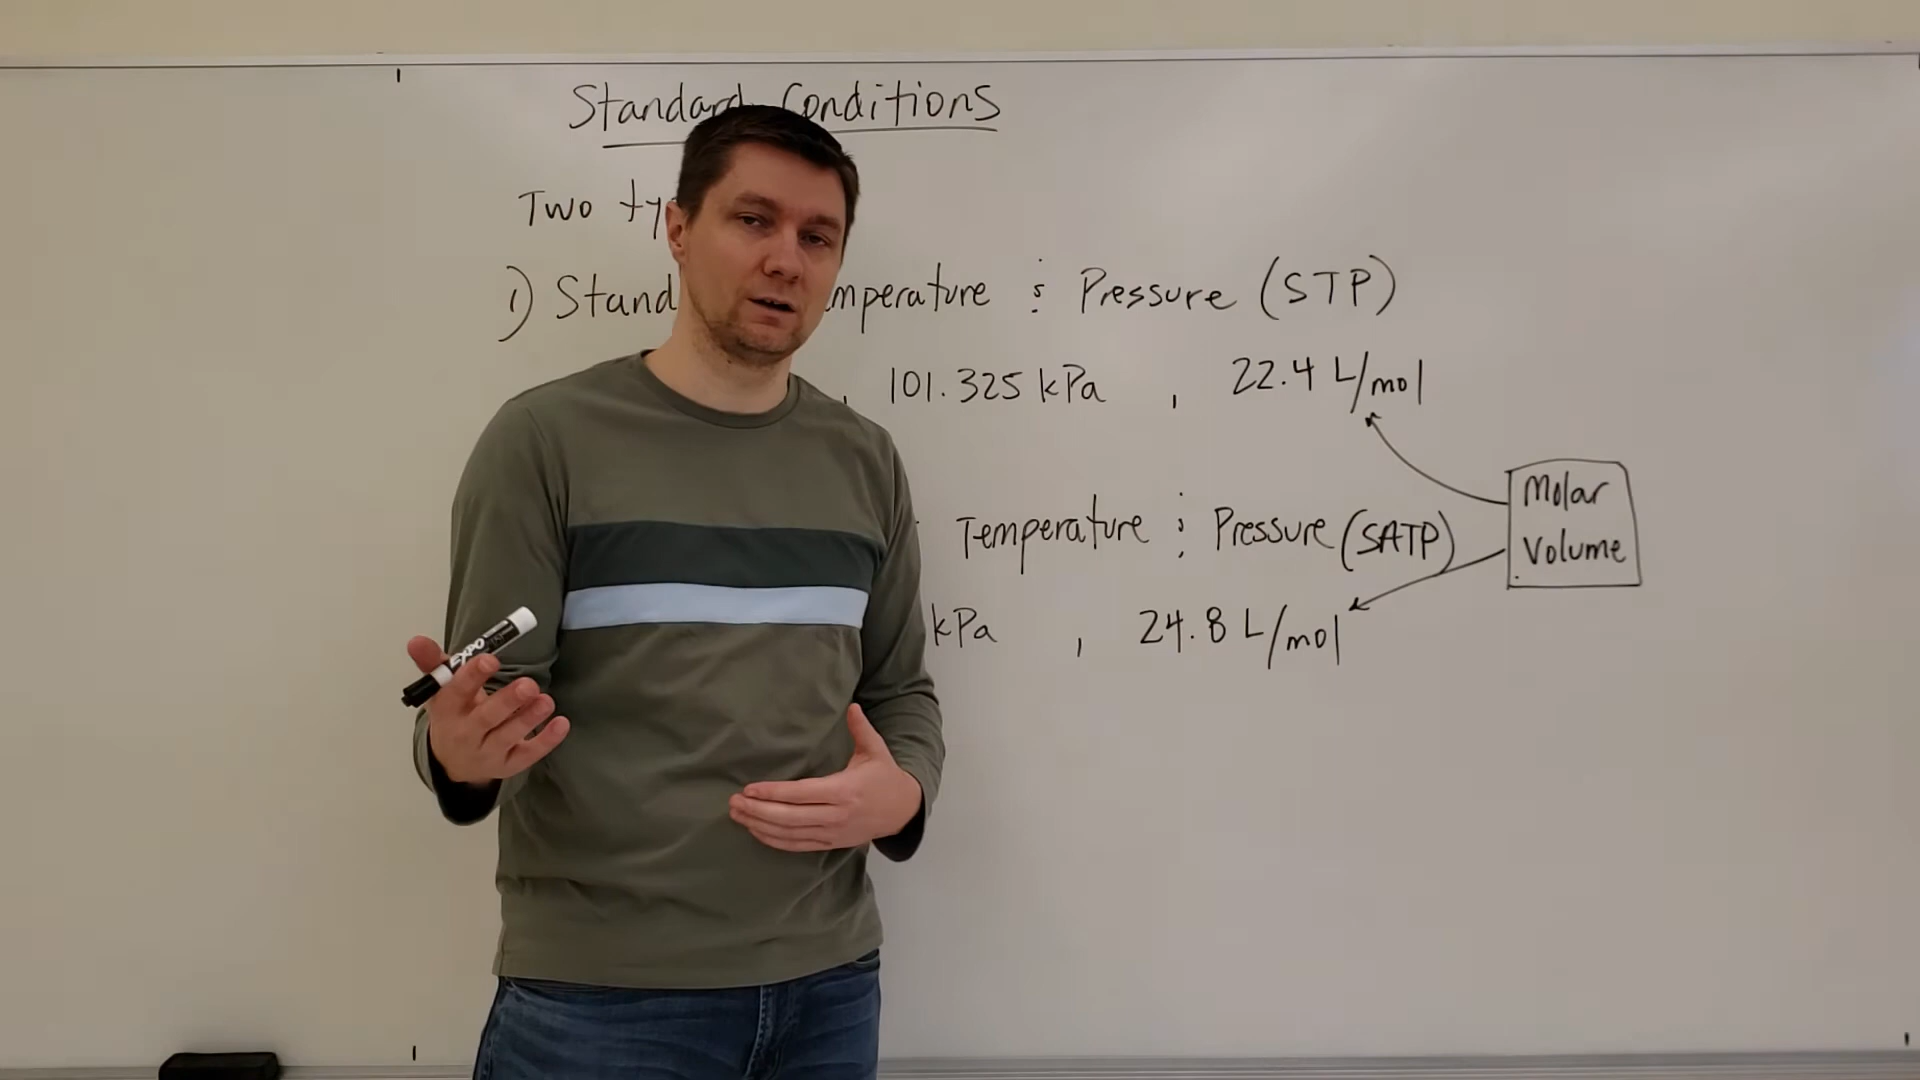 Standard Conditions
Two ty
1) Stand mperature & Pressure (STP)
, 101.325 kPa , 22.4 L/mol
Molar
Volume
Temperature & Pressure (SATP)
kPa , 24.8 L/mol
EXPO